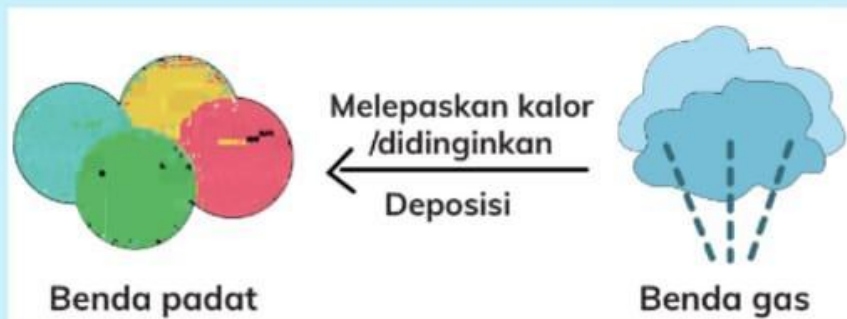 Melepaskan kalor
/didinginkan
Deposisi
Benda padat
Benda gas